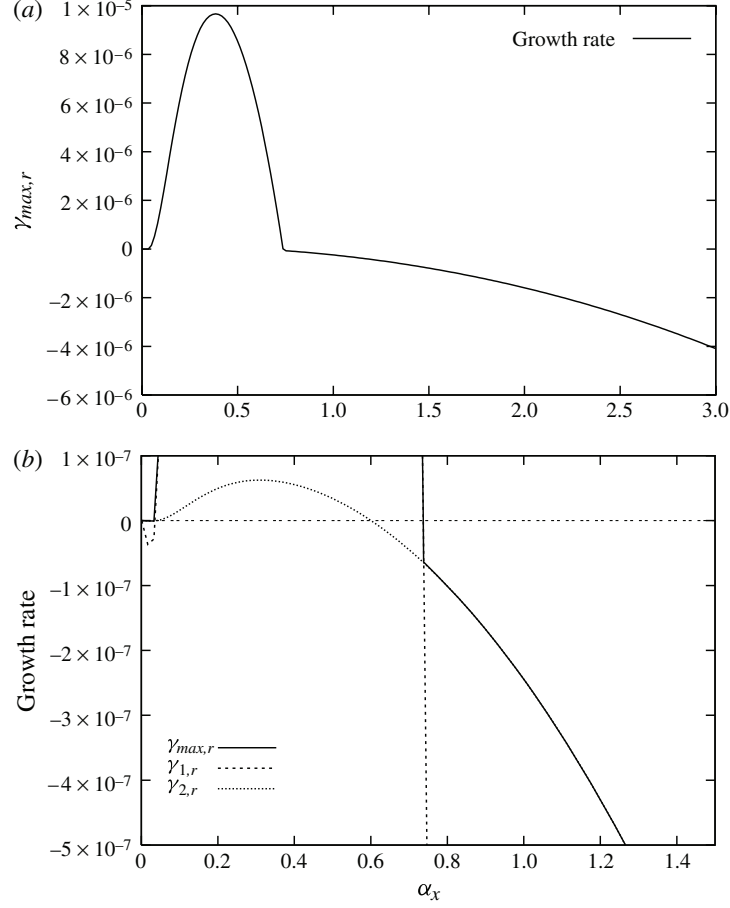 (a)
1 × 10⁻⁵
8 × 10⁻⁶
6 × 10⁻⁶
4 × 10⁻⁶
2 × 10⁻⁶
0
−2 × 10⁻⁶
−4 × 10⁻⁶
−6 × 10⁻⁶
γmax,r
Growth rate
0 0.5 1.0 1.5 2.0 2.5 3.0
(b)
1 × 10⁻⁷
0
−1 × 10⁻⁷
−2 × 10⁻⁷
−3 × 10⁻⁷
−4 × 10⁻⁷
−5 × 10⁻⁷
Growth rate
γmax,r
γ1,r
γ2,r
0 0.2 0.4 0.6 0.8 1.0 1.2 1.4
αx